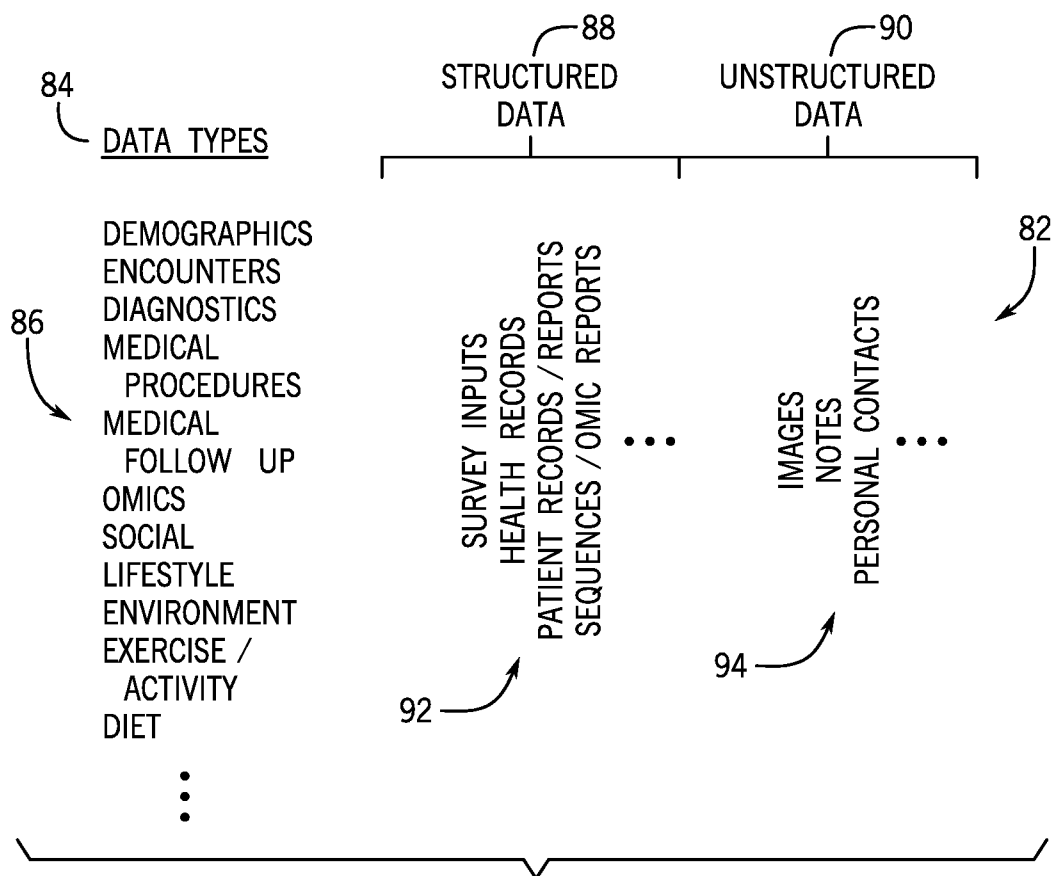 88
90
STRUCTURED
DATA
UNSTRUCTURED
DATA
84
DATA TYPES
82
86
DEMOGRAPHICS
ENCOUNTERS
DIAGNOSTICS
MEDICAL
PROCEDURES
MEDICAL
FOLLOW UP
OMICS
SOCIAL
LIFESTYLE
ENVIRONMENT
EXERCISE /
ACTIVITY
DIET
SURVEY INPUTS
HEALTH RECORDS
PATIENT RECORDS / REPORTS
SEQUENCES / OMIC REPORTS
IMAGES
NOTES
PERSONAL CONTACTS
92
94